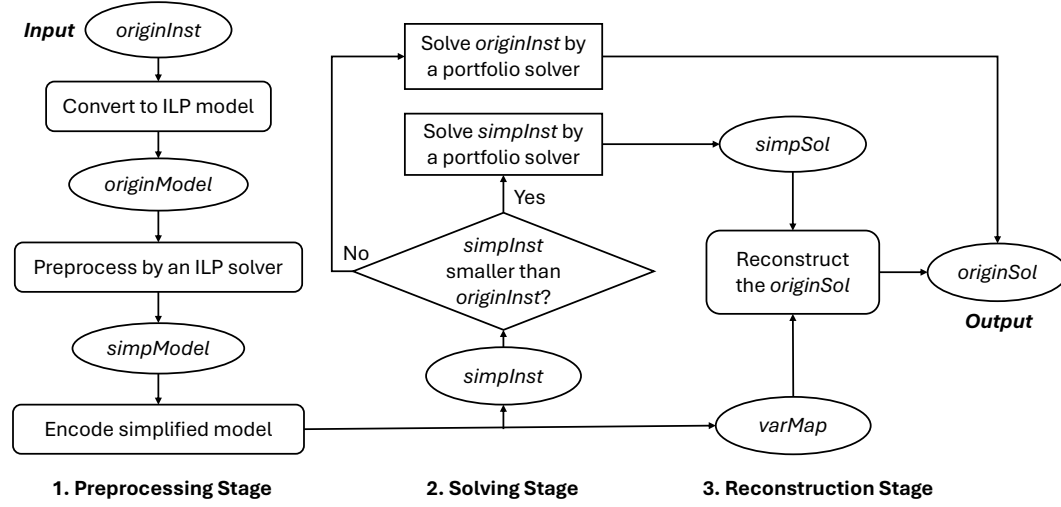 Input
originInst
Convert to ILP model
originModel
Preprocess by an ILP solver
simpModel
Encode simplified model
1. Preprocessing Stage
Solve originInst by
a portfolio solver
Solve simpInst by
a portfolio solver
Yes
No
simpInst
smaller than
originInst?
simpInst
2. Solving Stage
simpSol
Reconstruct
the originSol
varMap
3. Reconstruction Stage
originSol
Output